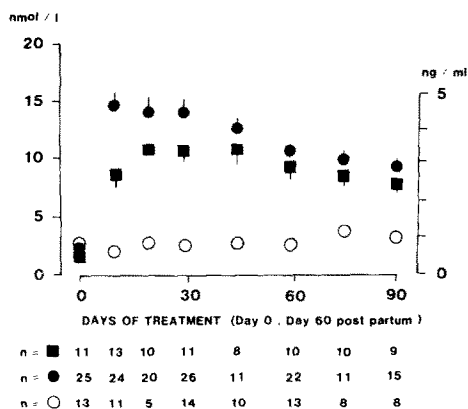 nmol / l
20
ng / ml
15
5
10
5
0
0
0 30 60 90
DAYS OF TREATMENT (Day 0 , Day 60 post partum )
n = ■ 11 13 10 11 8 10 10 9
n = ● 25 24 20 26 11 22 11 15
n = ○ 13 11 5 14 10 13 8 8